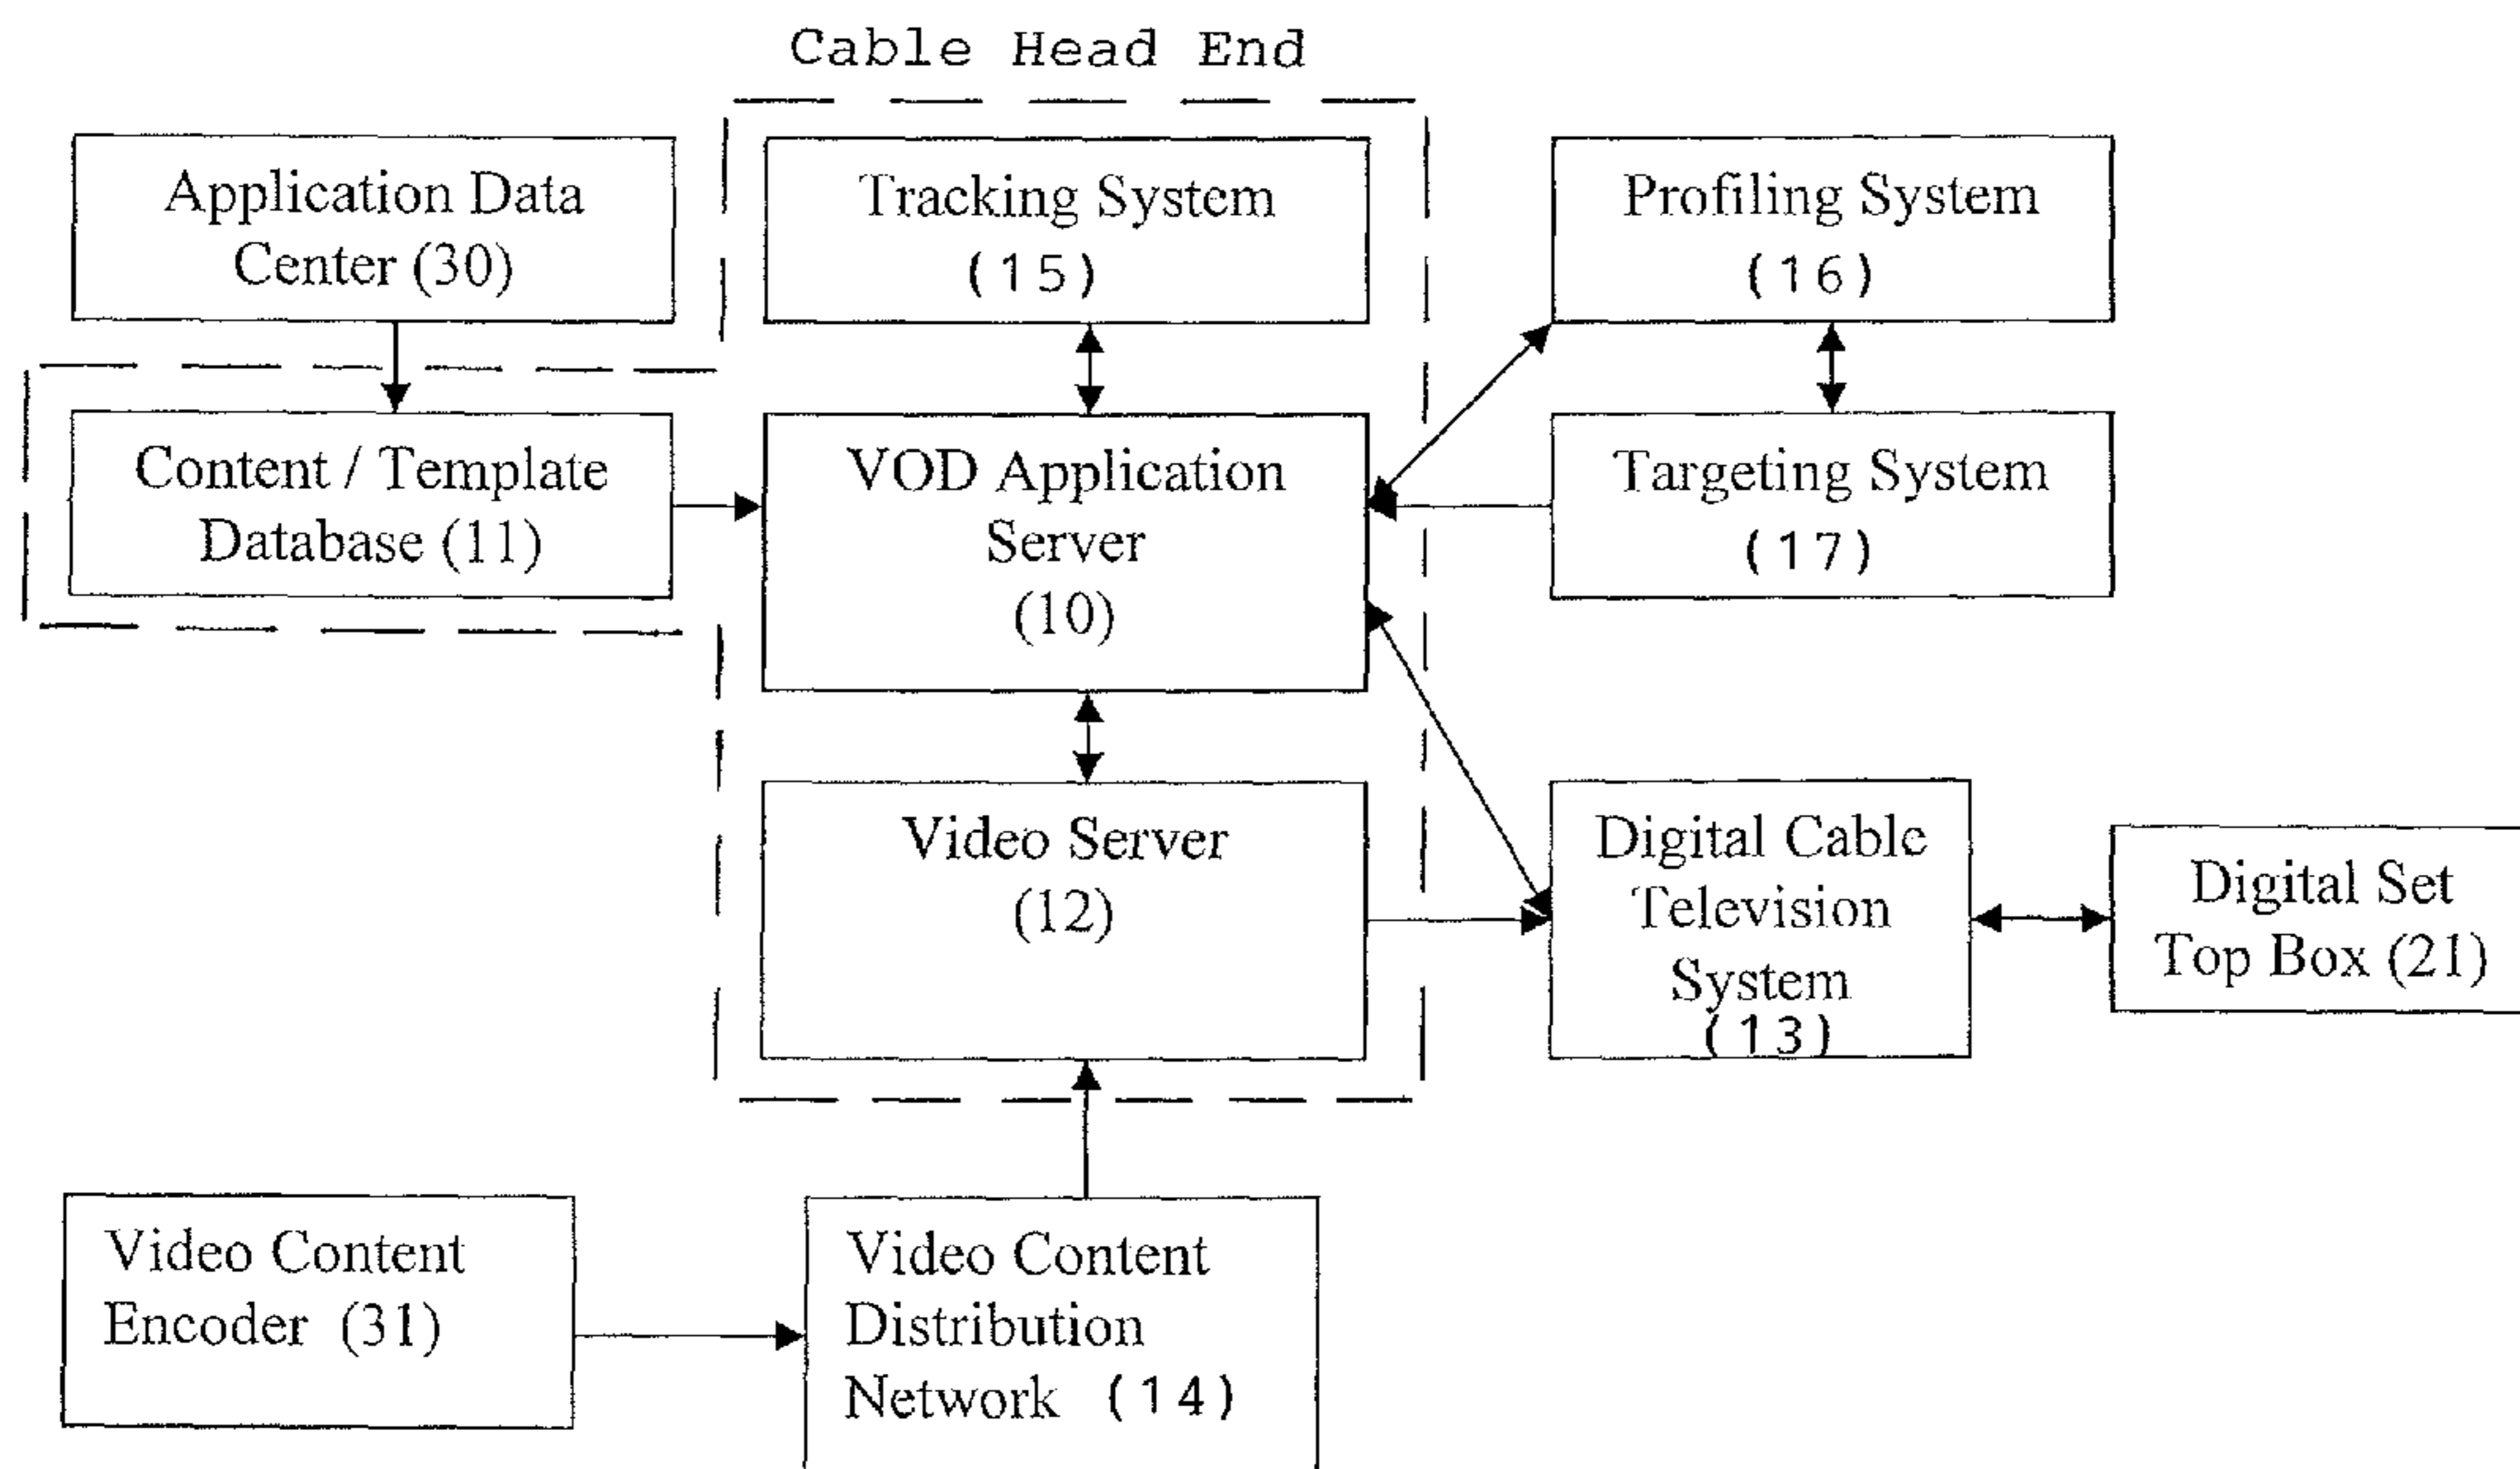 Cable Head End
Application Data
Center (30)
Tracking System
(15)
Profiling System
(16)
Content / Template
Database (11)
VOD Application
Server
(10)
Targeting System
(17)
Video Server
(12)
Digital Cable
Television
System
(13)
Digital Set
Top Box (21)
Video Content
Encoder (31)
Video Content
Distribution
Network (14)